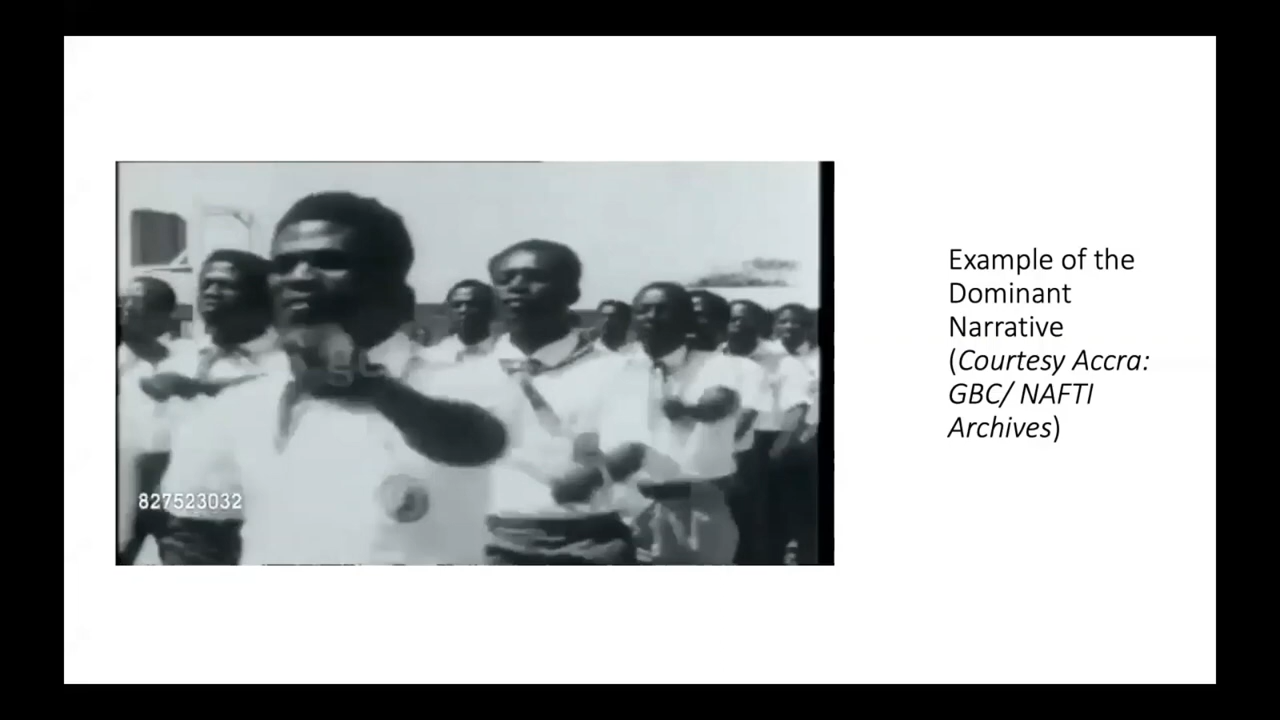 827523032
Example of the
Dominant
Narrative
(Courtesy Accra:
GBC/ NAFTI
Archives)